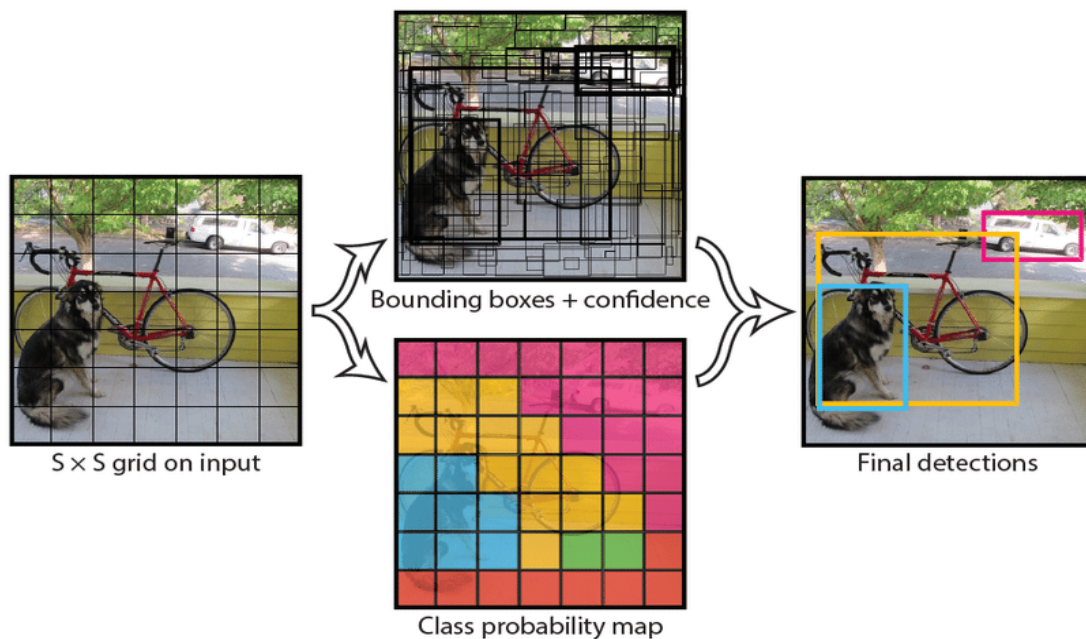 Bounding boxes + confidence
S × S grid on input
Final detections
Class probability map